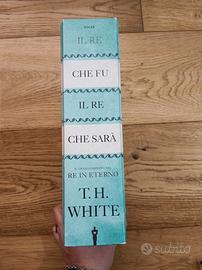 IL RE
CHE FU
IL RE
CHE SARÀ
RE IN ETERNO
T. H.
WHITE
subito